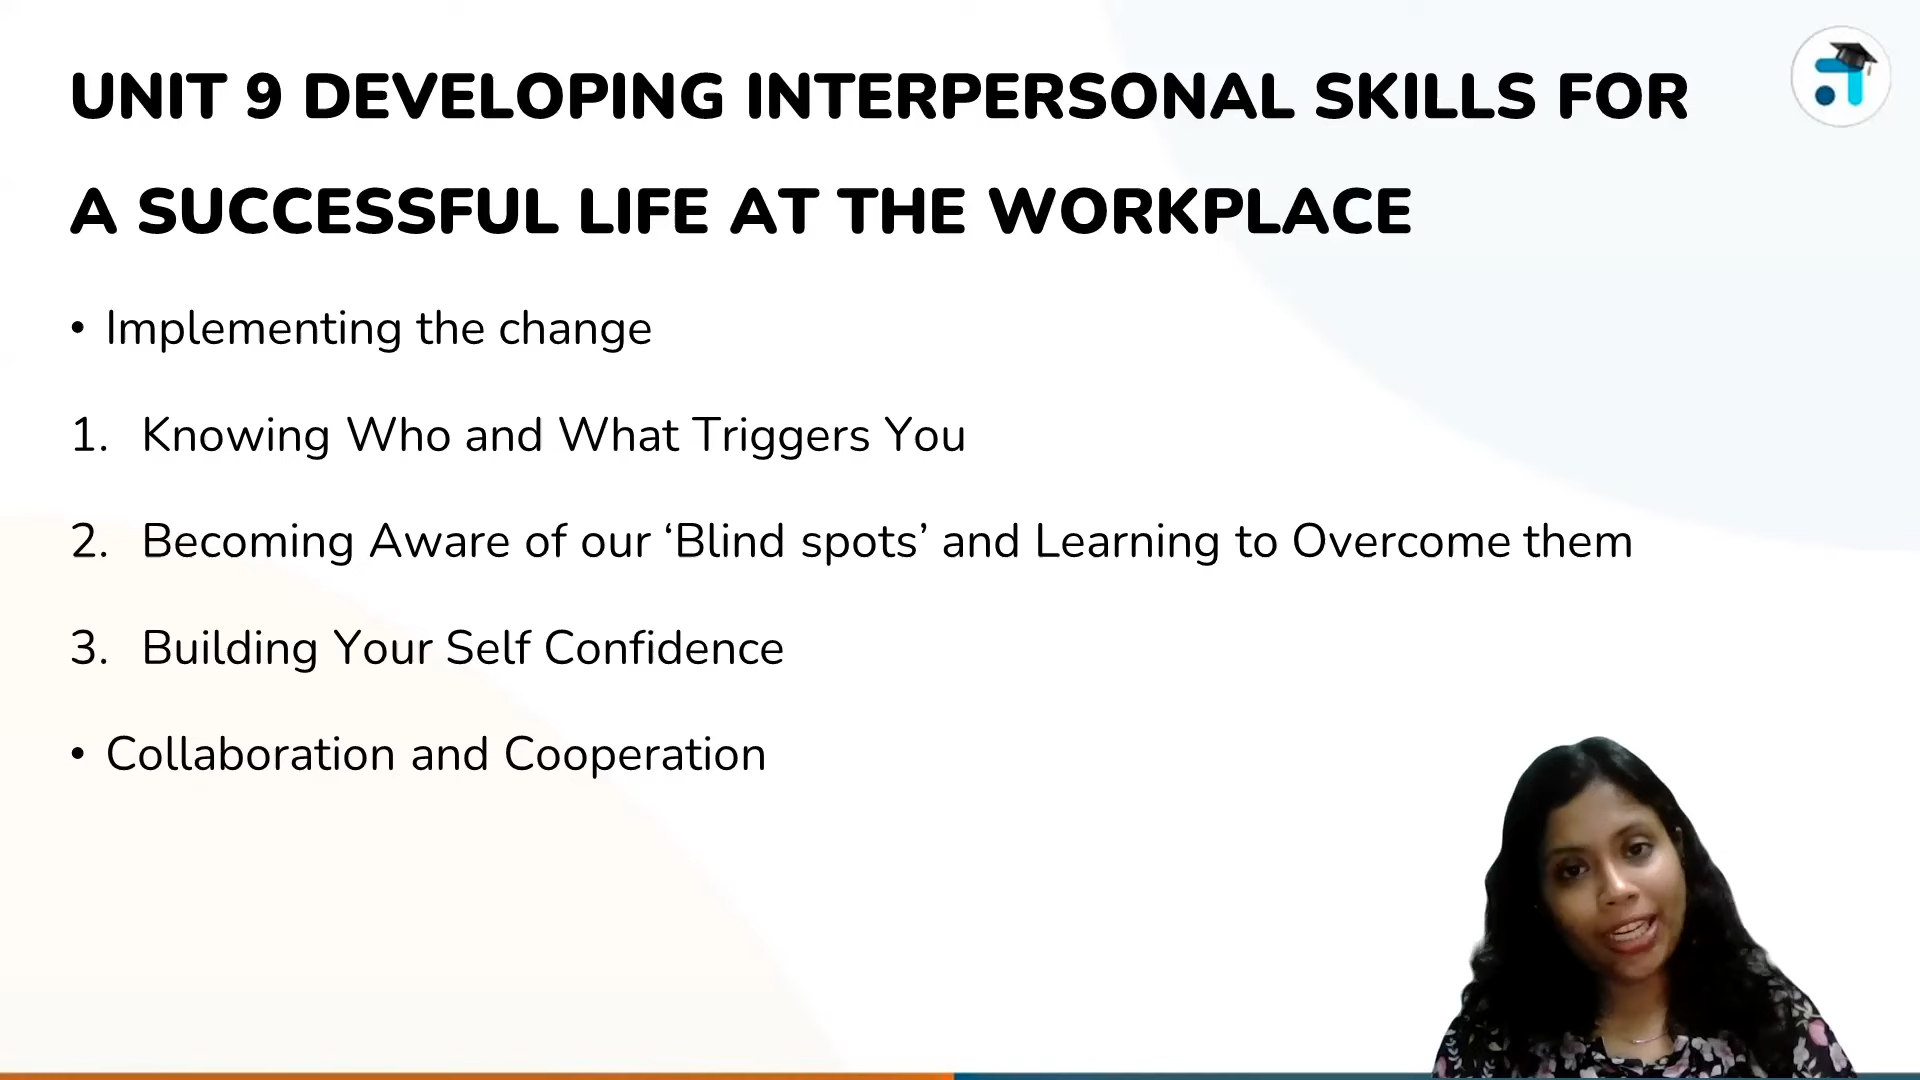 UNIT 9 DEVELOPING INTERPERSONAL SKILLS FOR
A SUCCESSFUL LIFE AT THE WORKPLACE
• Implementing the change
1. Knowing Who and What Triggers You
2. Becoming Aware of our ‘Blind spots’ and Learning to Overcome them
3. Building Your Self Confidence
• Collaboration and Cooperation